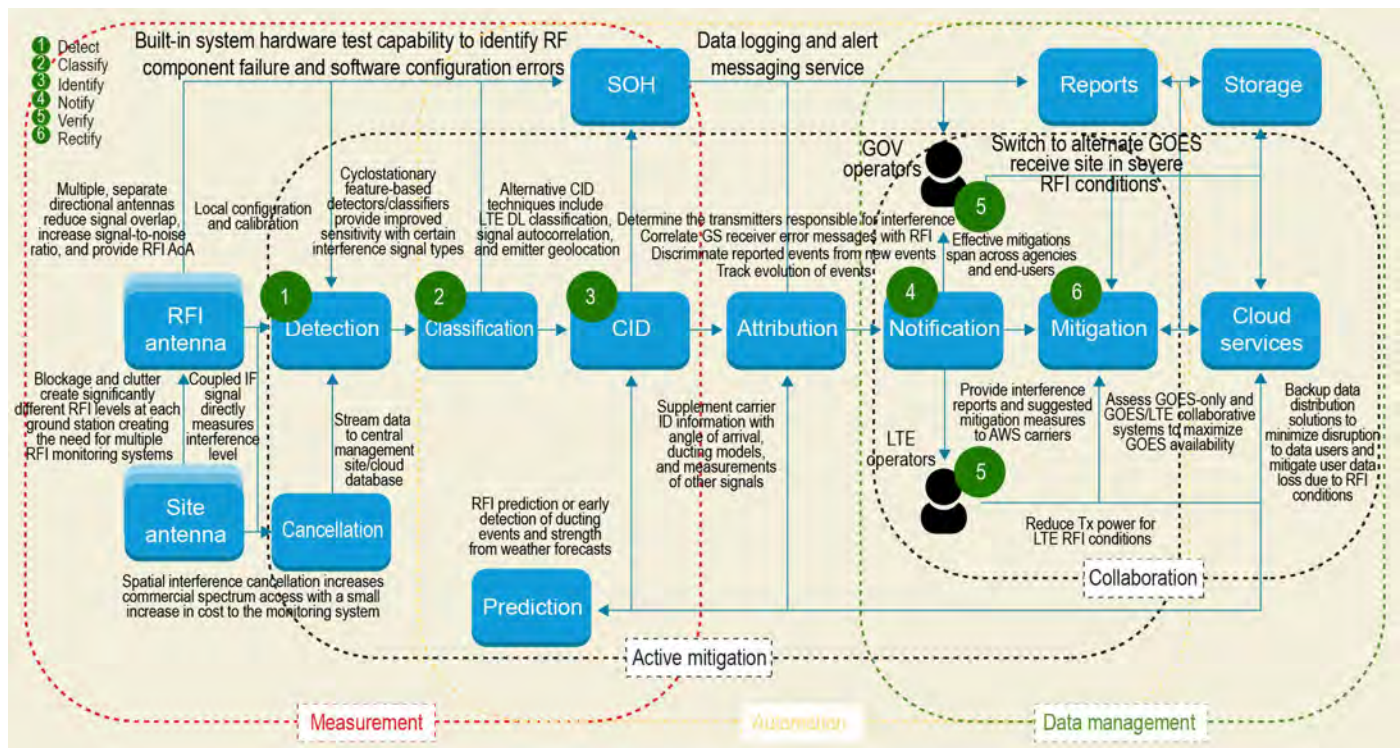 1 Detect
2 Classify
3 Identify
4 Notify
5 Verify
6 Rectify
Built-in system hardware test capability to identify RF
component failure and software configuration errors
SOH
Data logging and alert
messaging service
Reports
Storage
GOV
operators
5
Switch to alternate GOES
receive site in severe
RFI conditions
Multiple, separate
directional antennas
reduce signal overlap,
increase signal-to-noise
ratio, and provide RFI AoA
Local configuration
and calibration
Cyclostationary
feature-based
detectors/classifiers
provide improved
sensitivity with certain
interference signal types
Alternative CID
techniques include
LTE DL classification,
signal autocorrelation,
and emitter geolocation
Determine the transmitters responsible for interference
Correlate GS receiver error messages with RFI
Discriminate reported events from new events
Track evolution of events
Effective mitigations
span across agencies
and end-users
RFI
antenna
1
Detection
2
Classification
3
CID
Attribution
4
Notification
6
Mitigation
Cloud
services
Blockage and clutter
create significantly
different RFI levels at each
ground station creating
the need for multiple
RFI monitoring systems
Coupled IF
signal
directly
measures
interference
level
Stream data
to central
management
site/cloud
database
Supplement carrier
ID information with
angle of arrival,
ducting models,
and measurements
of other signals
Provide interference
reports and suggested
mitigation measures
to AWS carriers
Assess GOES-only and
GOES/LTE collaborative
systems to maximize
GOES availability
Backup data
distribution
solutions to
minimize disruption
to data users and
mitigate user data
loss due to RFI
conditions
LTE
operators
5
Site
antenna
Cancellation
RFI prediction or early
detection of ducting
events and strength
from weather forecasts
Reduce Tx power for
LTE RFI conditions
Spatial interference cancellation increases
commercial spectrum access with a small
increase in cost to the monitoring system
Prediction
Collaboration
Active mitigation
Measurement
Automation
Data management